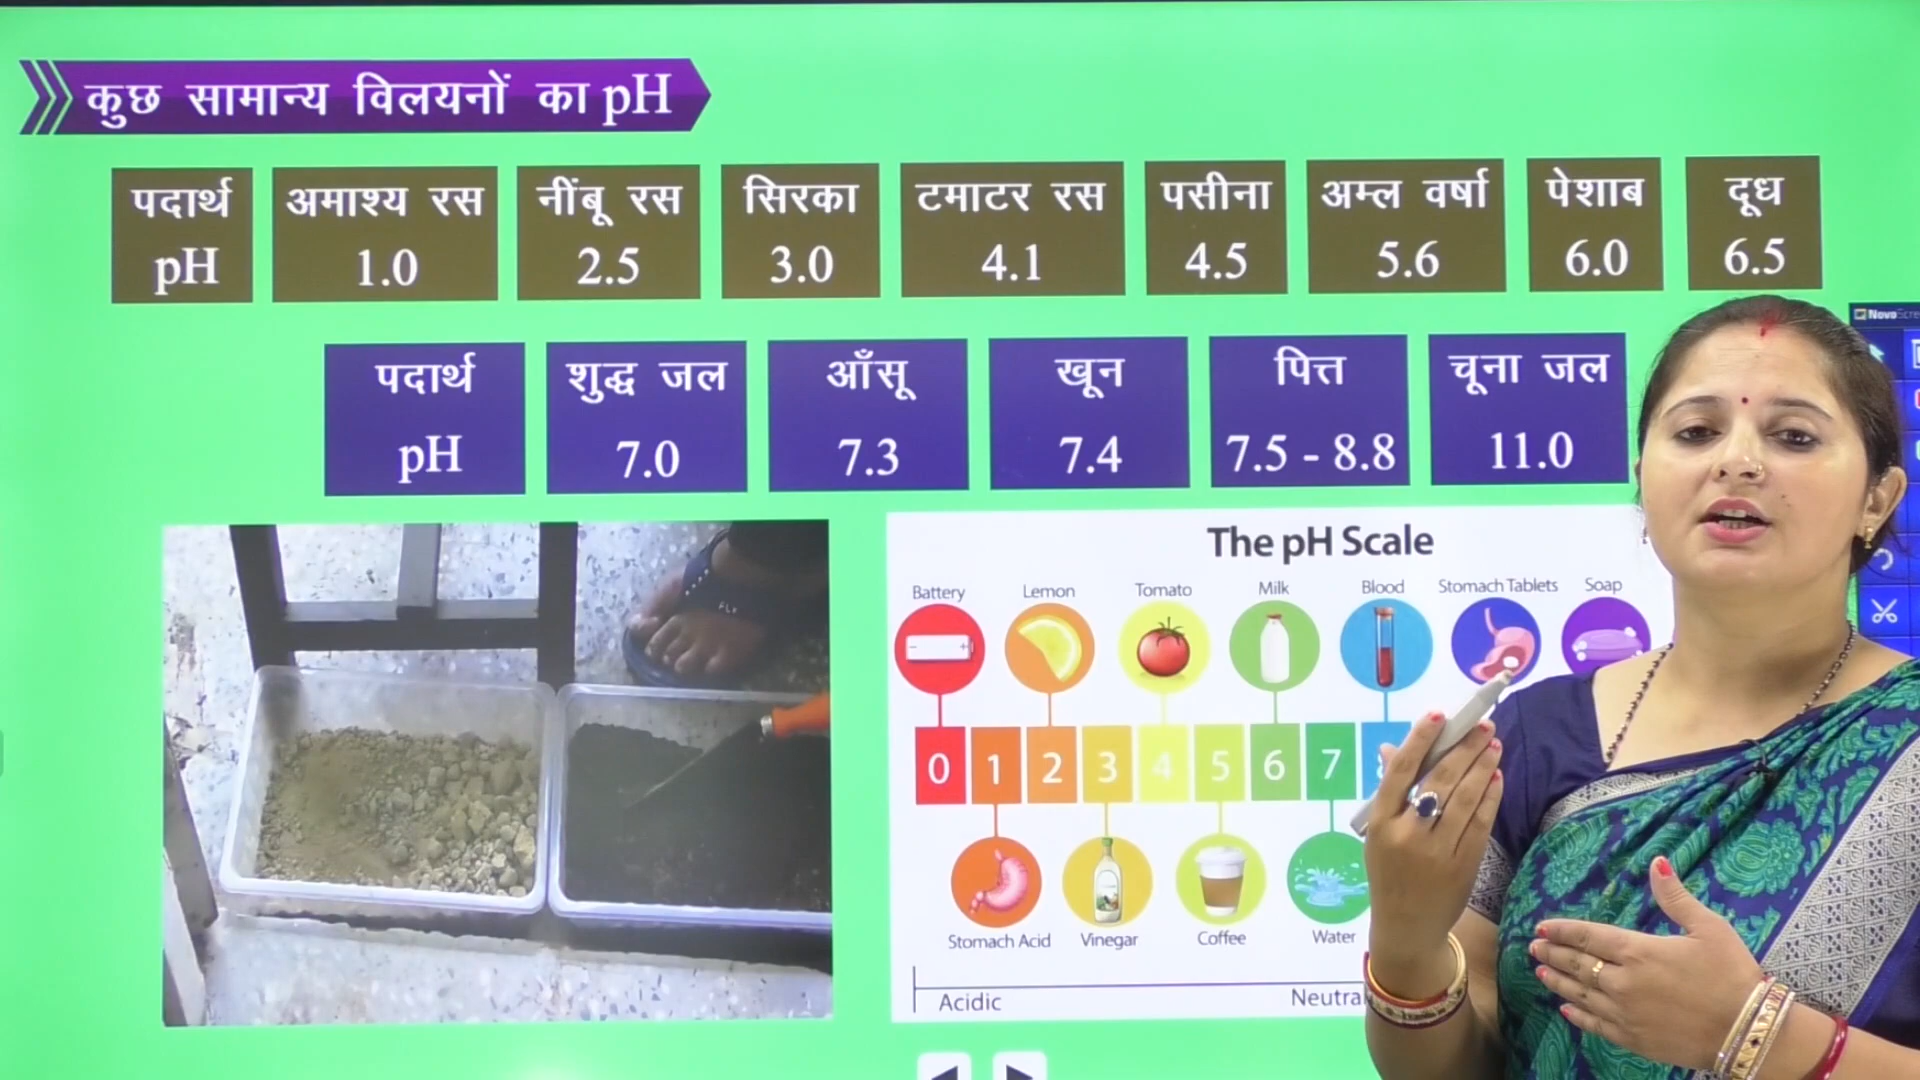 कुछ सामान्य विलयनों का pH
पदार्थ अमाश्य रस नींबू रस सिरका टमाटर रस पसीना अम्ल वर्षा पेशाब दूध
pH 1.0 2.5 3.0 4.1 4.5 5.6 6.0 6.5
पदार्थ शुद्ध जल आँसू खून पित्त चूना जल
pH 7.0 7.3 7.4 7.5 - 8.8 11.0
The pH Scale
Battery Lemon Tomato Milk Blood Stomach Tablets Soap
0 1 2 3 4 5 6 7
Stomach Acid Vinegar Coffee Water
Acidic Neutral